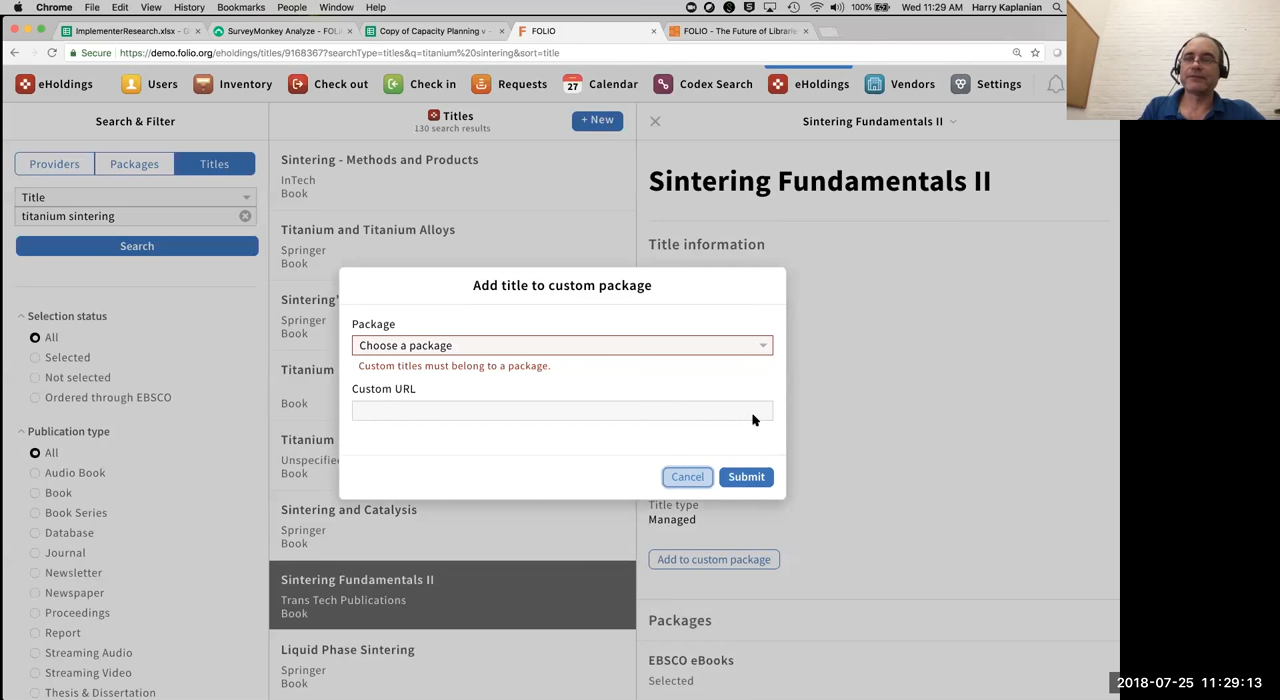 Chrome File Edit View History Bookmarks People Window Help 5 100% Wed 11:29 AM Harry Kaplanian
ImplementerResearch.xlsx - G SurveyMonkey Analyze - FOLI Copy of Capacity Planning v - FOLIO FOLIO - The Future of Librarie
Secure https://demo.folio.org/eholdings/titles/9168367?searchType=titles&q=titanium%20sintering&sort=title
eHoldings Users Inventory Check out Check in Requests 27 Calendar Codex Search eHoldings Vendors Settings
Search & Filter
Providers Packages Titles
Title
titanium sintering
Search
Selection status
All
Selected
Not selected
Ordered through EBSCO
Publication type
All
Audio Book
Book
Book Series
Database
Journal
Newsletter
Newspaper
Proceedings
Report
Streaming Audio
Streaming Video
Thesis & Dissertation
Titles
130 search results
+ New
Sintering - Methods and Products
InTech
Book
Titanium and Titanium Alloys
Springer
Book
Sintering'
Springer
Book
Titanium
Book
Titanium
Unspecifie
Book
Sintering and Catalysis
Springer
Book
Sintering Fundamentals II
Trans Tech Publications
Book
Liquid Phase Sintering
Springer
Book
Sintering Fundamentals II
Sintering Fundamentals II
Title information
Add title to custom package
Package
Choose a package
Custom titles must belong to a package.
Custom URL
Cancel Submit
Title type
Managed
Add to custom package
Packages
EBSCO eBooks
Selected
2018-07-25 11:29:13